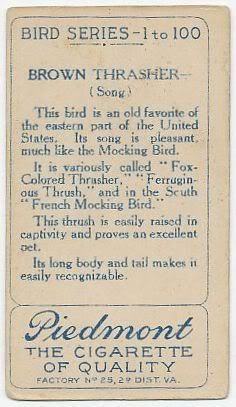 BIRD SERIES-1 to 100
BROWN THRASHER-
(Song)
This bird is an old favorite of
the eastern part of the United
States. Its song is pleasant,
much like the Mocking Bird.
It is variously called "Fox-
Colored Thrasher," "Ferrugin-
ous Thrush," and in the South
"French Mocking Bird."
This thrush is easily raised in
captivity and proves an excellent
pet.
Its long body and tail makes it
easily recognizable.
Piedmont
THE CIGARETTE
OF QUALITY
FACTORY Nº 25, 2º DIST. VA.